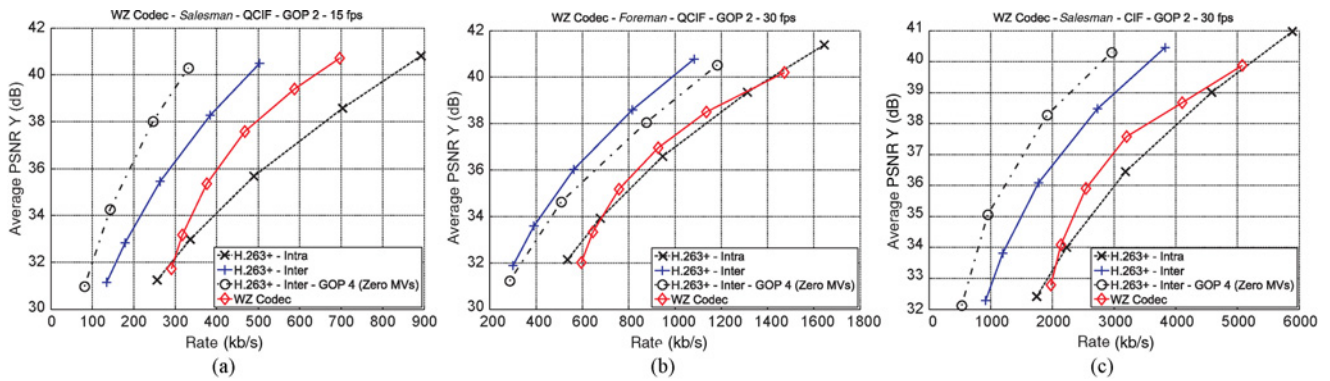 WZ Codec - Salesman - QCIF - GOP 2 - 15 fps
Average PSNR Y (dB)
42
40
38
36
34
32
30
H.263+ - Intra
H.263+ - Inter
H.263+ - Inter - GOP 4 (Zero MVs)
WZ Codec
0 100 200 300 400 500 600 700 800 900
Rate (kb/s)
(a)
WZ Codec - Foreman - QCIF - GOP 2 - 30 fps
Average PSNR Y (dB)
42
40
38
36
34
32
30
H.263+ - Intra
H.263+ - Inter
H.263+ - Inter - GOP 4 (Zero MVs)
WZ Codec
200 400 600 800 1000 1200 1400 1600 1800
Rate (kb/s)
(b)
WZ Codec - Salesman - CIF - GOP 2 - 30 fps
Average PSNR Y (dB)
41
40
39
38
37
36
35
34
33
32
H.263+ - Intra
H.263+ - Inter
H.263+ - Inter - GOP 4 (Zero MVs)
WZ Codec
0 1000 2000 3000 4000 5000 6000
Rate (kb/s)
(c)